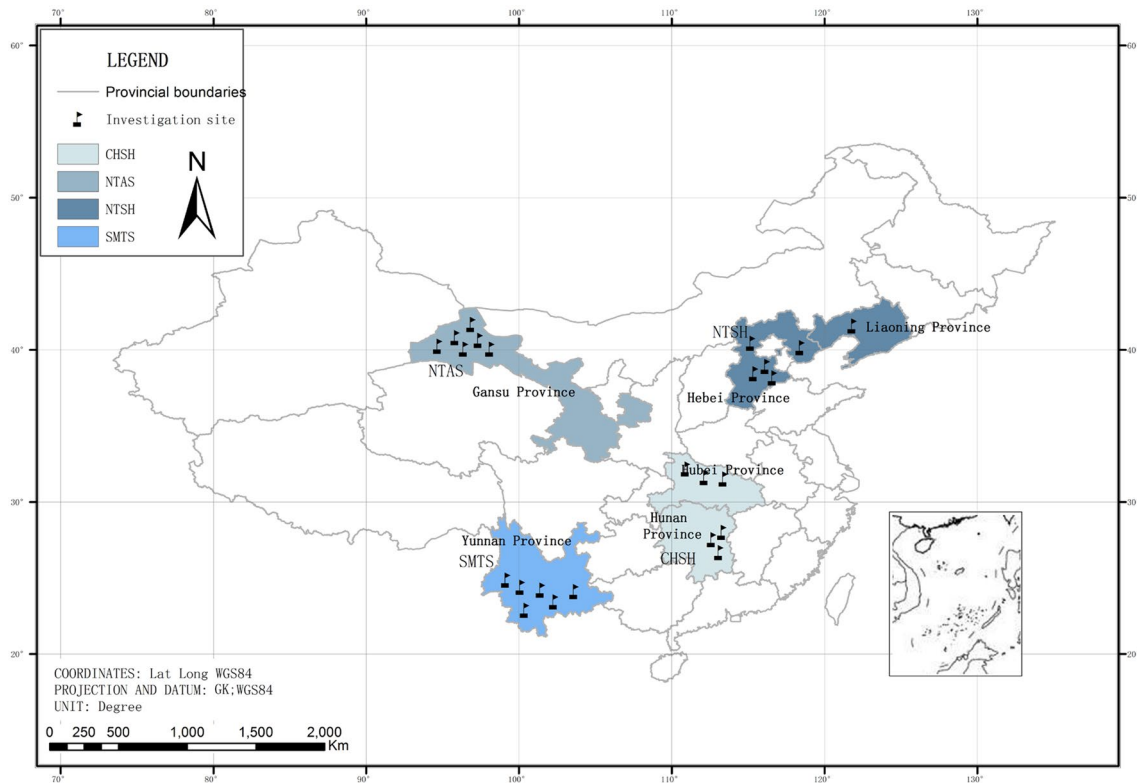 70° 80° 90° 100° 110° 120° 130°
60°
50°
40°
30°
20°
LEGEND
Provincial boundaries
Investigation site
CHSH
NTAS
NTSH
SMTS
N
NTSH
Liaoning Province
NTAS
Gansu Province
Hebei Province
Hubei Province
Hunan
Province
CHSH
Yunnan Province
SMTS
COORDINATES: Lat Long WGS84
PROJECTION AND DATUM: GK;WGS84
UNIT: Degree
0 250 500 1,000 1,500 2,000
Km
60°
50°
40°
30°
20°
70° 80° 90° 100° 110° 120° 130°